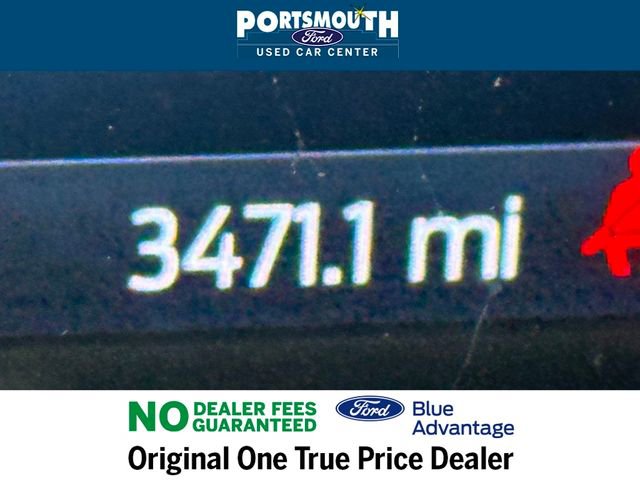 PORTSMOUTH
Ford
USED CAR CENTER
3471.1 mi
NO DEALER FEES
GUARANTEED
Ford Blue
Advantage
Original One True Price Dealer